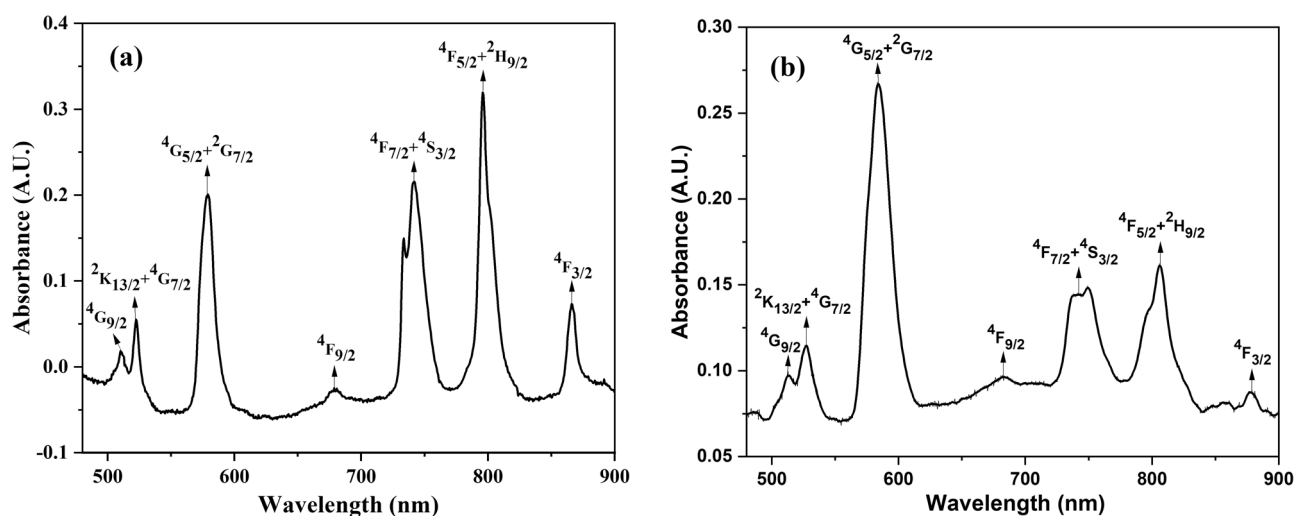 (a)
0.4
0.3
0.2
0.1
0.0
-0.1
Absorbance (A.U.)
⁴G₉/₂
²K₁₃/₂+⁴G₇/₂
⁴G₅/₂+²G₇/₂
⁴F₉/₂
⁴F₇/₂+⁴S₃/₂
⁴F₅/₂+²H₉/₂
⁴F₃/₂
500 600 700 800 900
Wavelength (nm)
(b)
0.30
0.25
0.20
0.15
0.10
0.05
Absorbance (A.U.)
⁴G₉/₂
²K₁₃/₂+⁴G₇/₂
⁴G₅/₂+²G₇/₂
⁴F₉/₂
⁴F₇/₂+⁴S₃/₂
⁴F₅/₂+²H₉/₂
⁴F₃/₂
500 600 700 800 900
Wavelength (nm)